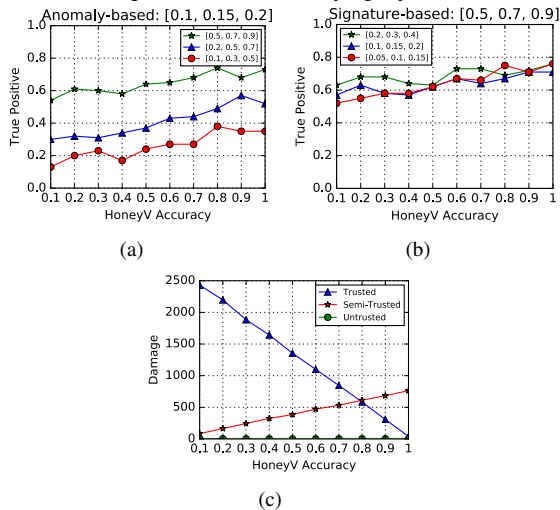 Anomaly-based: [0.1, 0.15, 0.2]
True Positive
1.0
0.8
0.6
0.4
0.2
0.0
[0.5, 0.7, 0.9]
[0.2, 0.5, 0.7]
[0.1, 0.3, 0.5]
0.1 0.2 0.3 0.4 0.5 0.6 0.7 0.8 0.9 1
HoneyV Accuracy
(a)
Signature-based: [0.5, 0.7, 0.9]
True Positive
1.0
0.8
0.6
0.4
0.2
0.0
[0.2, 0.3, 0.4]
[0.1, 0.15, 0.2]
[0.05, 0.1, 0.15]
0.1 0.2 0.3 0.4 0.5 0.6 0.7 0.8 0.9 1
HoneyV Accuracy
(b)
Damage
2500
2000
1500
1000
500
0
Trusted
Semi-Trusted
Untrusted
0.1 0.2 0.3 0.4 0.5 0.6 0.7 0.8 0.9 1
HoneyV Accuracy
(c)